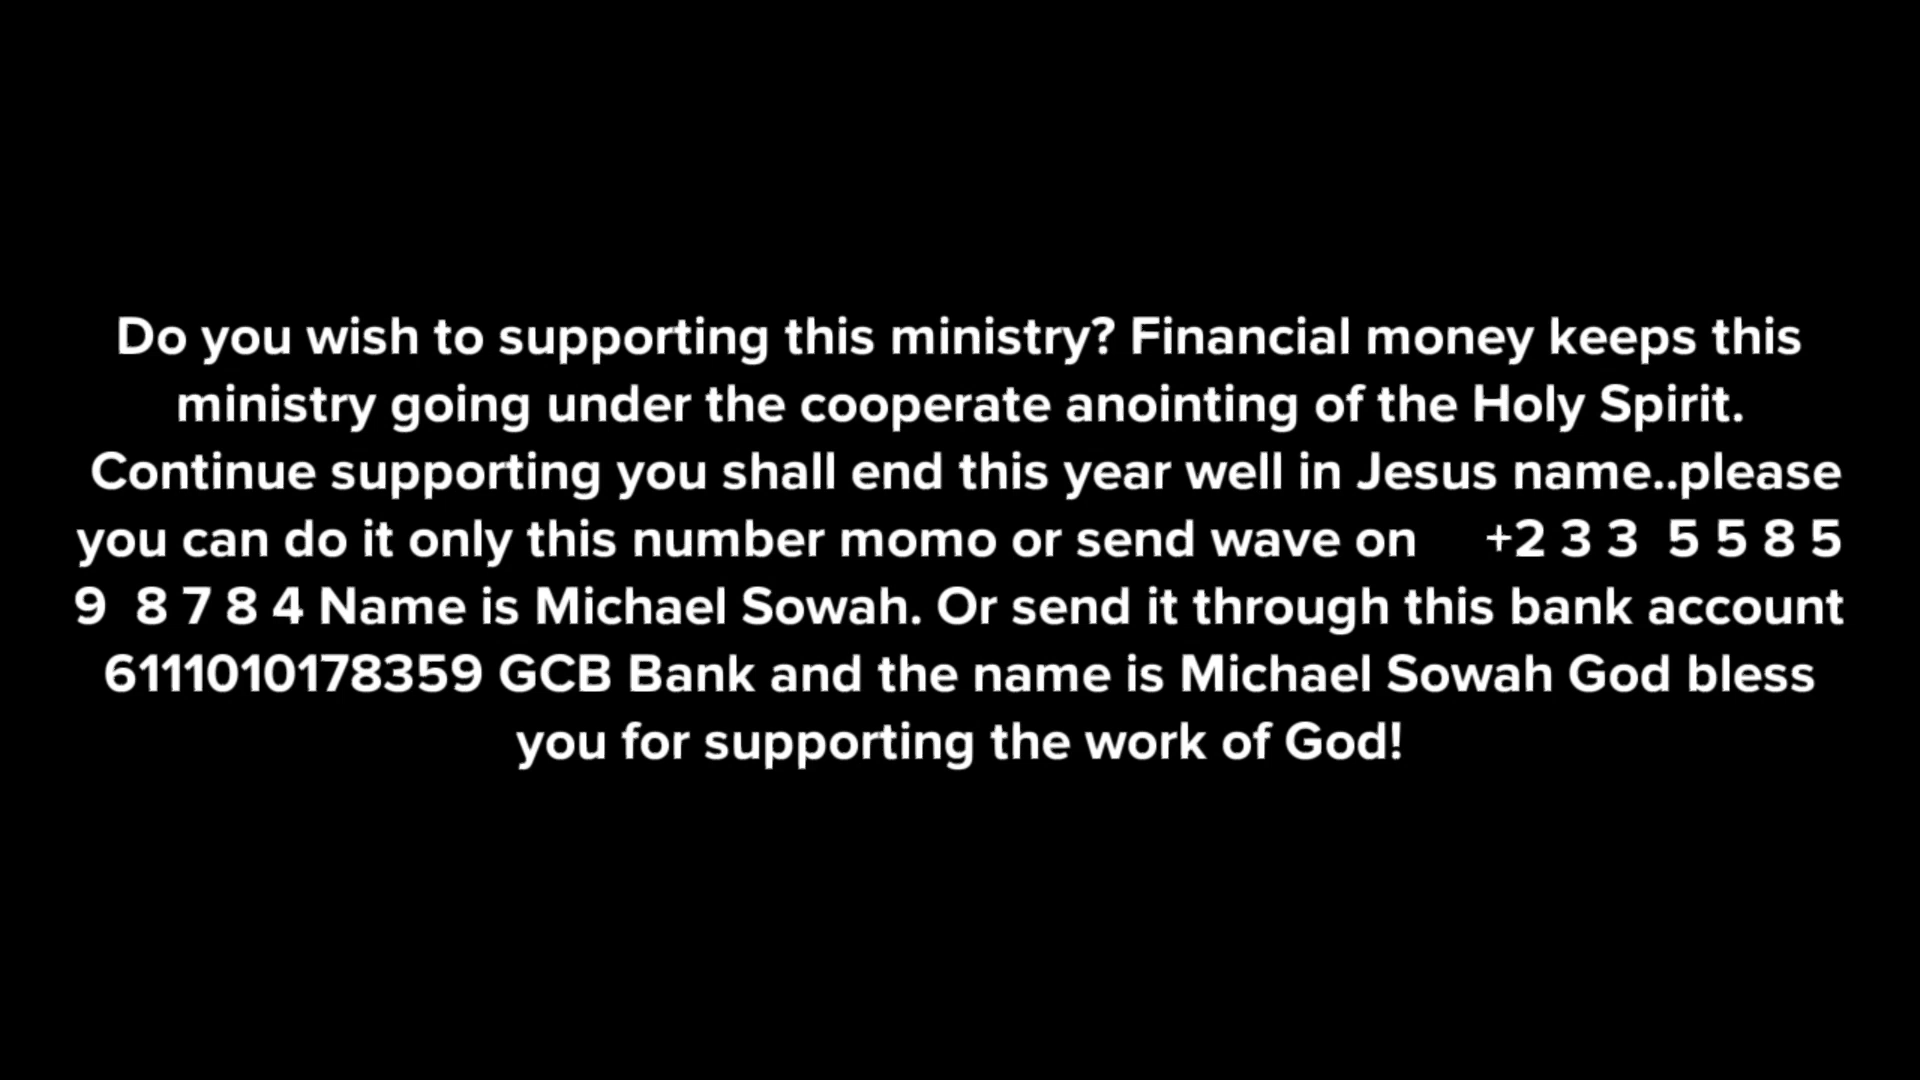 Do you wish to supporting this ministry? Financial money keeps this
ministry going under the cooperate anointing of the Holy Spirit.
Continue supporting you shall end this year well in Jesus name..please
you can do it only this number momo or send wave on +2 3 3 5 5 8 5
9 8 7 8 4 Name is Michael Sowah. Or send it through this bank account
6111010178359 GCB Bank and the name is Michael Sowah God bless
you for supporting the work of God!